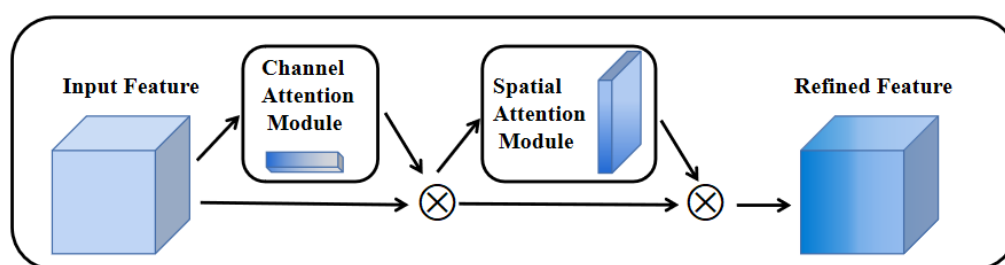 Input Feature
Channel
Attention
Module
Spatial
Attention
Module
Refined Feature